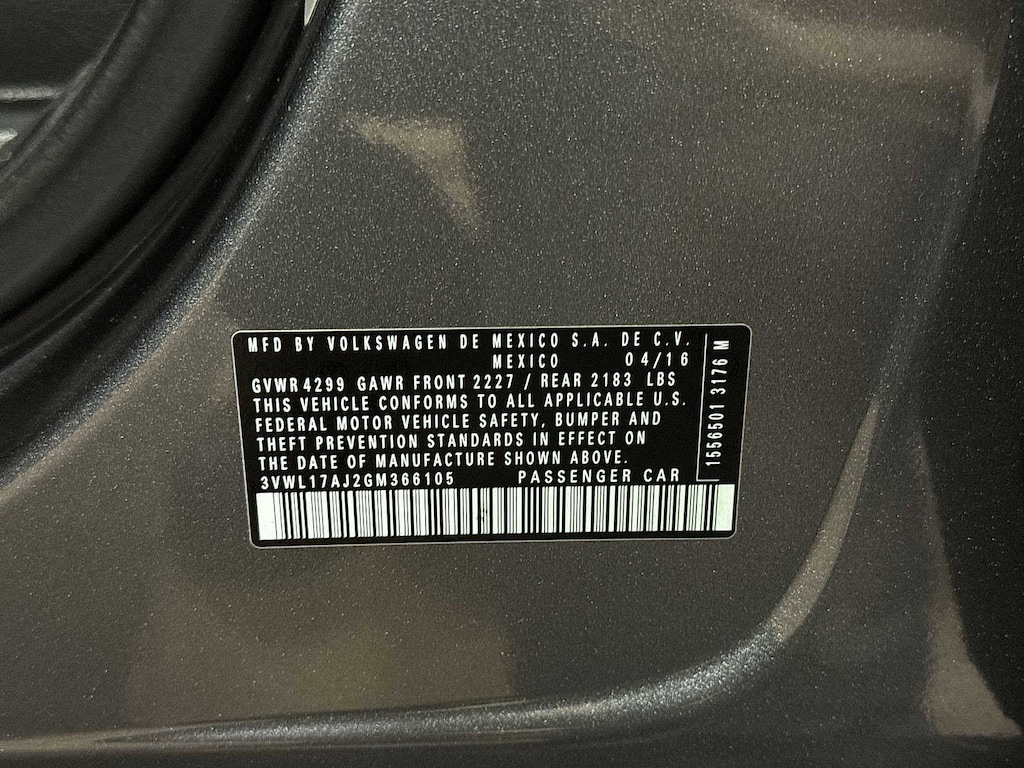 MFD BY VOLKSWAGEN DE MEXICO S.A. DE C.V.
MEXICO 04/16
GVWR 4299 GAWR FRONT 2227 / REAR 2183 LBS
THIS VEHICLE CONFORMS TO ALL APPLICABLE U.S.
FEDERAL MOTOR VEHICLE SAFETY, BUMPER AND
THEFT PREVENTION STANDARDS IN EFFECT ON
THE DATE OF MANUFACTURE SHOWN ABOVE.
3VWL17AJ2GM366105 PASSENGER CAR
1556501 3176 M